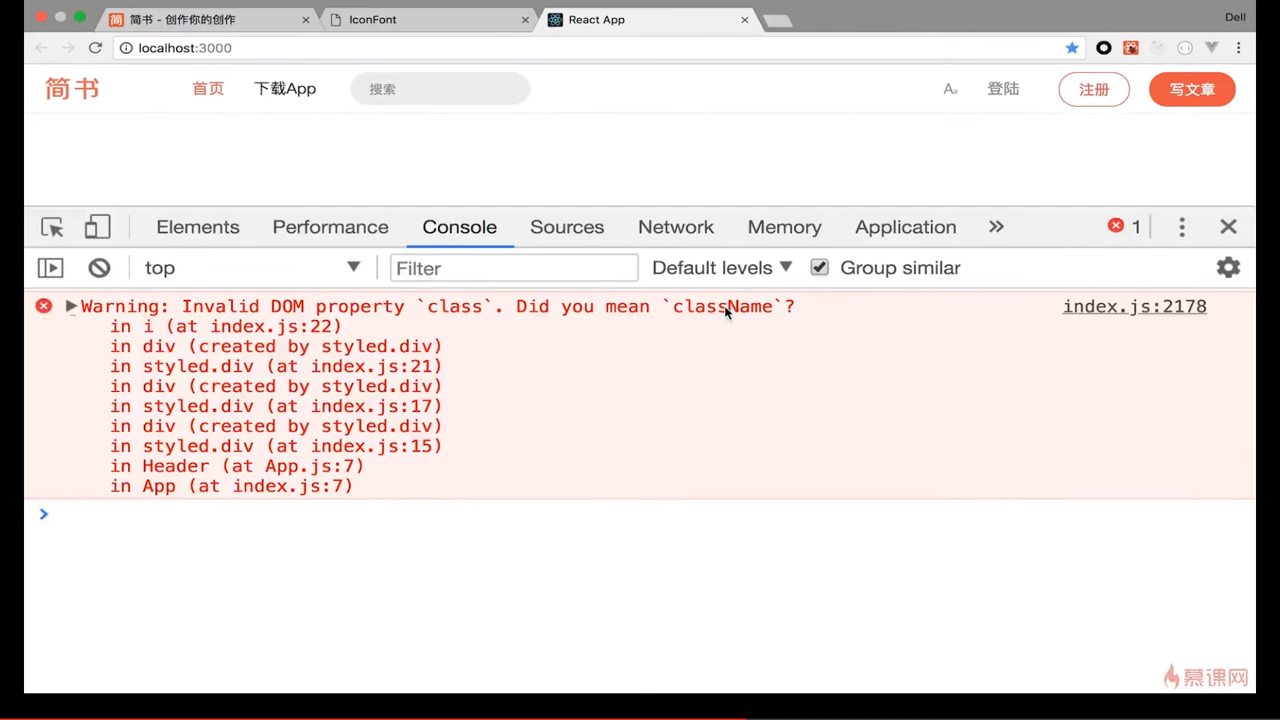 简书 - 创作你的创作
IconFont
React App
Dell
localhost:3000
简书
首页
下载App
搜索
Aa
登陆
注册
写文章
Elements
Performance
Console
Sources
Network
Memory
Application
1
top
Filter
Default levels
Group similar
Warning: Invalid DOM property `class`. Did you mean `className`?
index.js:2178
in i (at index.js:22)
in div (created by styled.div)
in styled.div (at index.js:21)
in div (created by styled.div)
in styled.div (at index.js:17)
in div (created by styled.div)
in styled.div (at index.js:15)
in Header (at App.js:7)
in App (at index.js:7)
慕课网